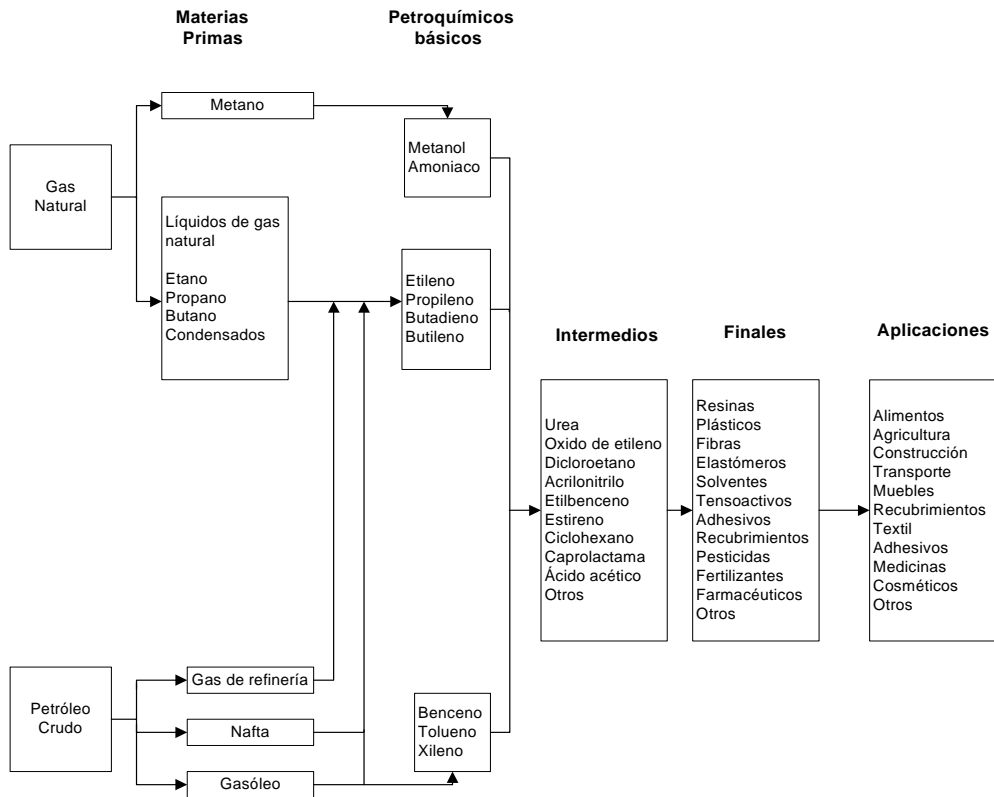 Materias
Primas
Petroquímicos
básicos
Metano
Metanol
Amoniaco
Gas
Natural
Líquidos de gas
natural
Etano
Propano
Butano
Condensados
Etileno
Propileno
Butadieno
Butileno
Intermedios
Finales
Aplicaciones
Urea
Oxido de etileno
Dicloroetano
Acrilonitrilo
Etilbenceno
Estireno
Ciclohexano
Caprolactama
Ácido acético
Otros
Resinas
Plásticos
Fibras
Elastómeros
Solventes
Tensoactivos
Adhesivos
Recubrimientos
Pesticidas
Fertilizantes
Farmacéuticos
Otros
Alimentos
Agricultura
Construcción
Transporte
Muebles
Recubrimientos
Textil
Adhesivos
Medicinas
Cosméticos
Otros
Petróleo
Crudo
Gas de refinería
Nafta
Gasóleo
Benceno
Tolueno
Xileno